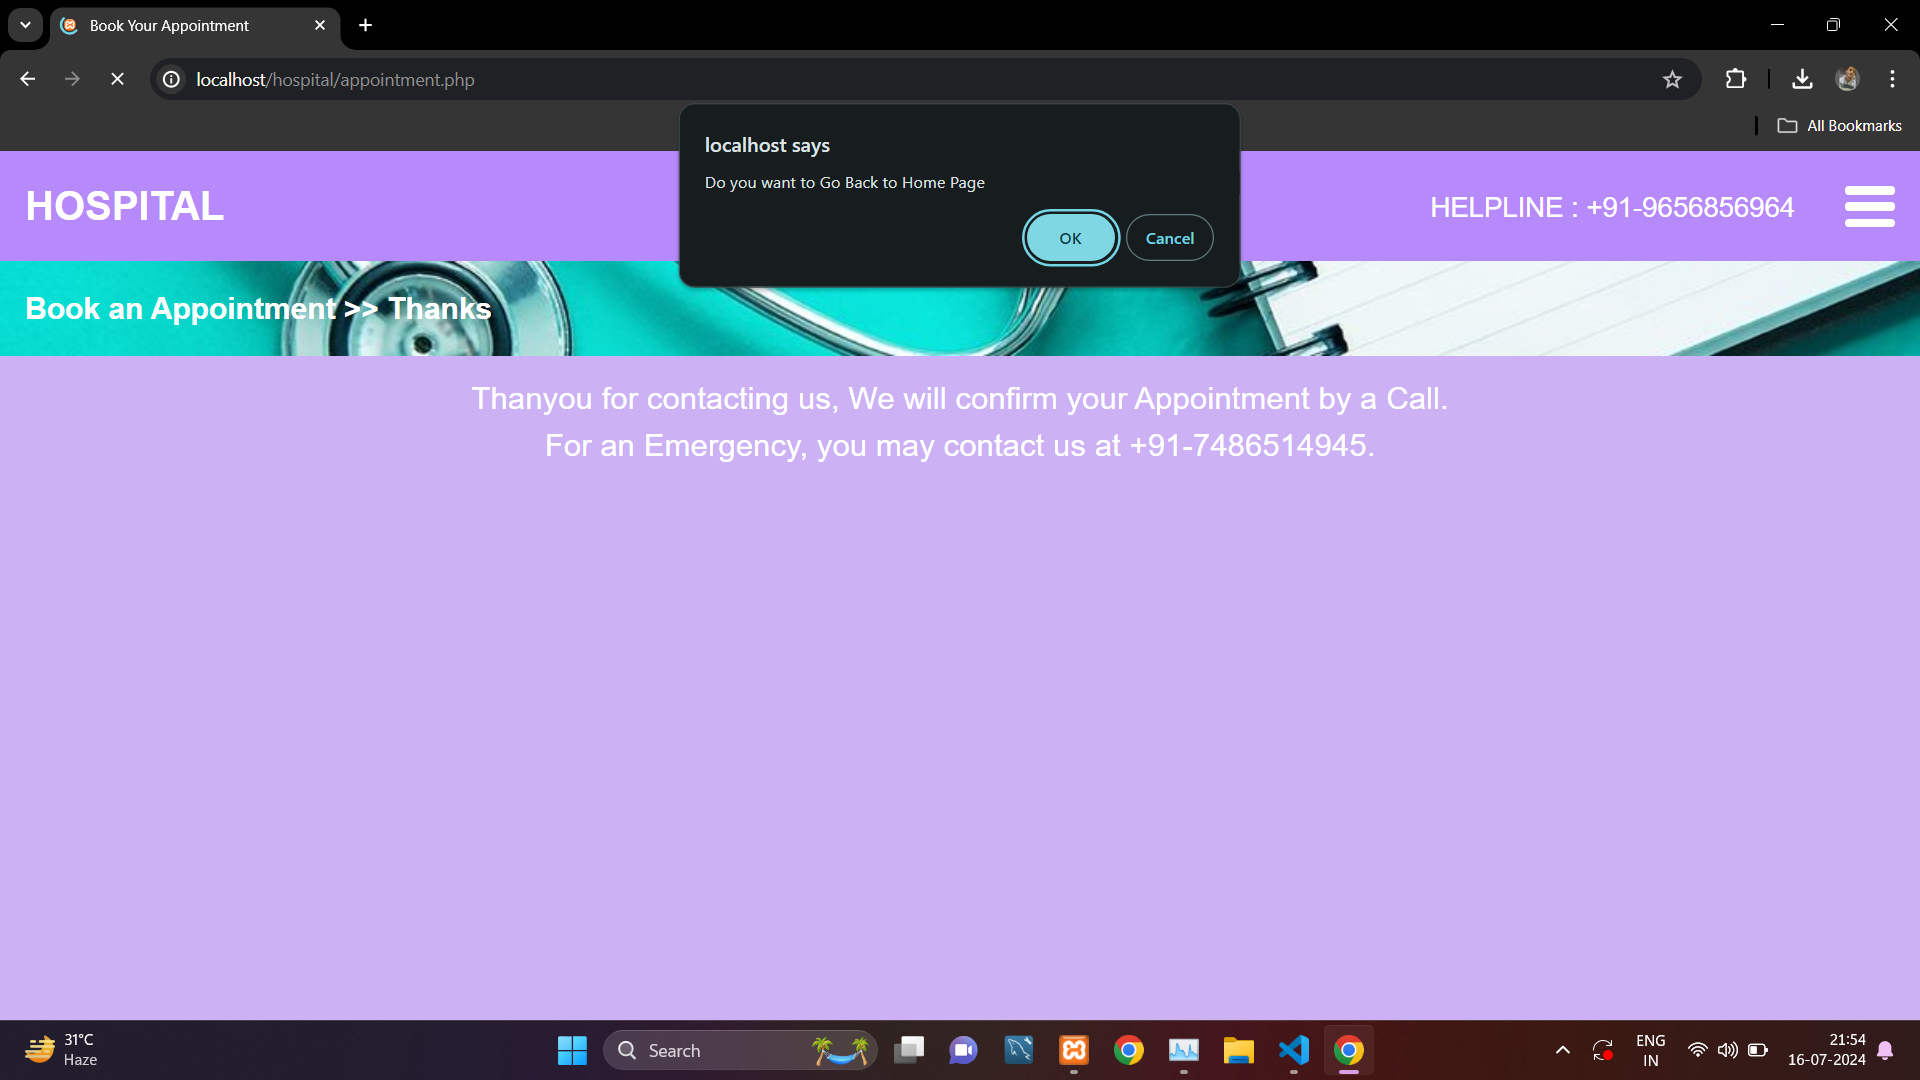 Book Your Appointment
localhost/hospital/appointment.php
All Bookmarks
localhost says
Do you want to Go Back to Home Page
OK
Cancel
HOSPITAL
HELPLINE : +91-9656856964
Book an Appointment >> Thanks
Thanyou for contacting us, We will confirm your Appointment by a Call.
For an Emergency, you may contact us at +91-7486514945.
31°C
Haze
Search
ENG
IN
21:54
16-07-2024